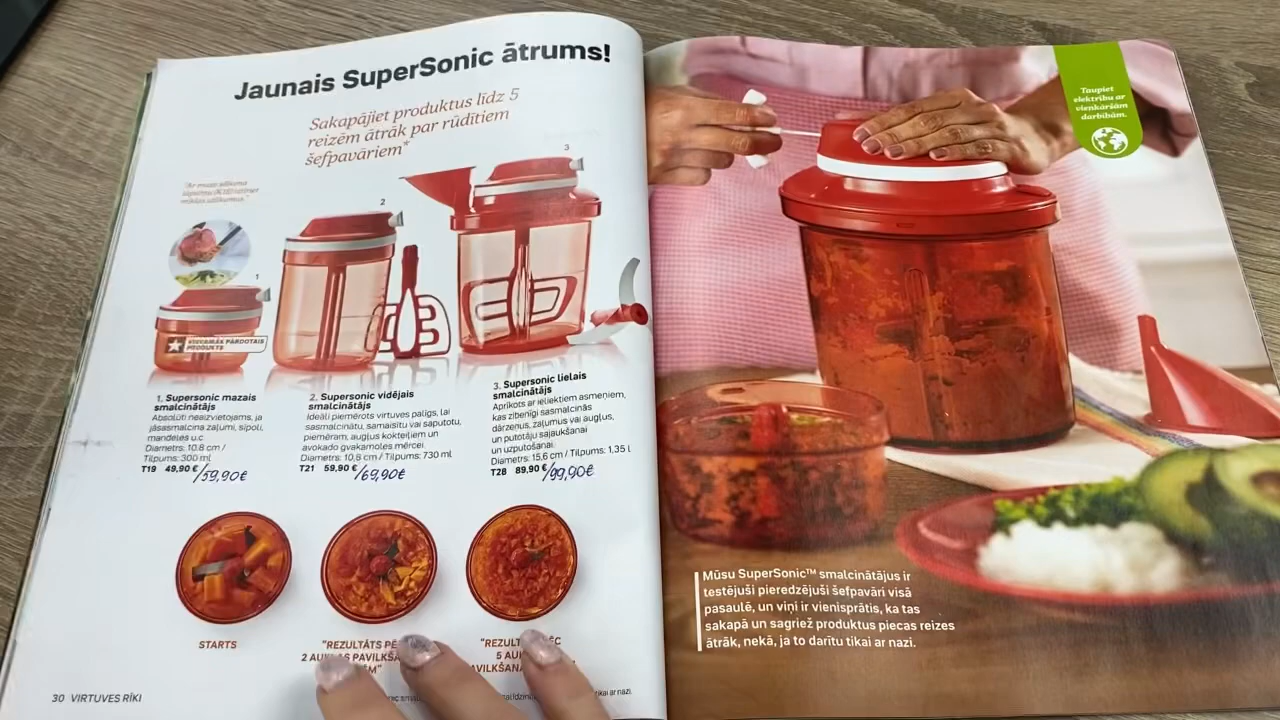 Jaunais SuperSonic ātrums!
Sakapājiet produktus līdz 5
reizēm ātrāk par rūdītiem
šefpavāriem*
3
2
1
VISVAIRĀK PĀRDOTAIS
PRODUKTS
1. Supersonic mazais
smalcinātājs
Absolūti neaizvietojams, ja
jāsasmalcina zaļumi, sīpoli,
mandeles u.c.
Diametrs: 10,8 cm /
Tilpums: 300 ml
T19 49,90 € /59,90€
2. Supersonic vidējais
smalcinātājs
Ideāli piemērots virtuves palīgs, lai
sasmalcinātu, samaisītu vai saputotu,
piemēram, augļus kokteiļiem un
avokado gvakamoles mērcei.
Diametrs: 10,8 cm / Tilpums: 730 ml
T21 59,90 € /69,90€
3. Supersonic lielais
smalcinātājs
Aprīkots ar ieliektiem asmeņiem,
kas zibenīgi sasmalcinās
dārzeņus, zaļumus vai augļus,
un putotāju sajaukšanai
un uzputošanai.
Diametrs: 15,6 cm / Tilpums: 1,35 l
T28 89,90 € /99,90€
STARTS
"REZULTĀTS
2
"
"
5
30 VIRTUVES RĪKI
tikai ar nazi.
Taupiet
elektrību ar
vienkāršām
darbībām.
Mūsu SuperSonic™ smalcinātājus ir
testējuši pieredzējuši šefpavāri visā
pasaulē, un viņi ir vienisprātis, ka tas
sakapā un sagriež produktus piecas reizes
ātrāk, nekā, ja to darītu tikai ar nazi.